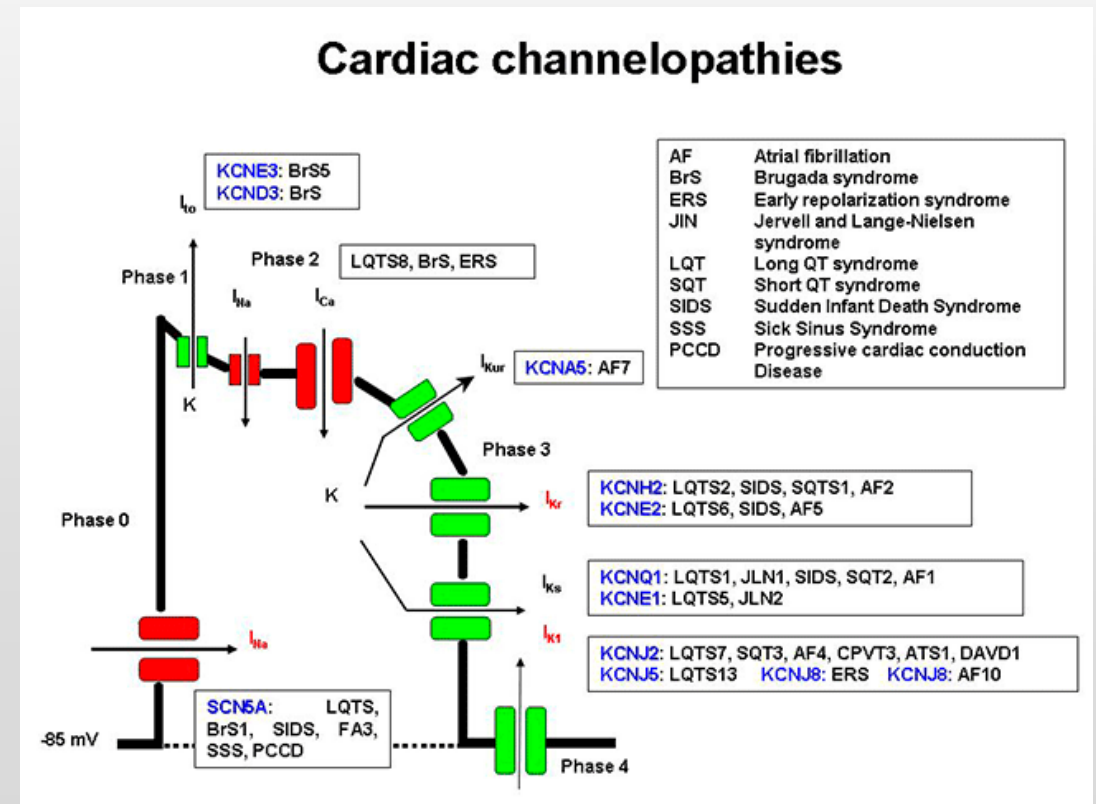 Cardiac channelopathies
KCNE3: BrS5
KCND3: BrS
Ito
Phase 1
Phase 2
LQTS8, BrS, ERS
INa
ICa
K
AF Atrial fibrillation
BrS Brugada syndrome
ERS Early repolarization syndrome
JIN Jervell and Lange-Nielsen
syndrome
LQT Long QT syndrome
SQT Short QT syndrome
SIDS Sudden Infant Death Syndrome
SSS Sick Sinus Syndrome
PCCD Progressive cardiac conduction
Disease
IKur
KCNA5: AF7
Phase 3
K
Phase 0
IKr
KCNH2: LQTS2, SIDS, SQTS1, AF2
KCNE2: LQTS6, SIDS, AF5
IKs
KCNQ1: LQTS1, JLN1, SIDS, SQT2, AF1
KCNE1: LQTS5, JLN2
INa
IK1
KCNJ2: LQTS7, SQT3, AF4, CPVT3, ATS1, DAVD1
KCNJ5: LQTS13 KCNJ8: ERS KCNJ8: AF10
SCN5A: LQTS,
BrS1, SIDS, FA3,
SSS, PCCD
-85 mV
Phase 4